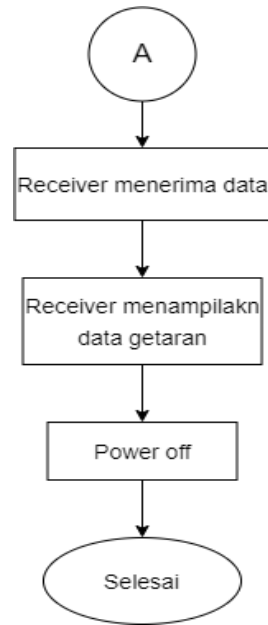 A
Receiver menerima data
Receiver menampilakn
data getaran
Power off
Selesai